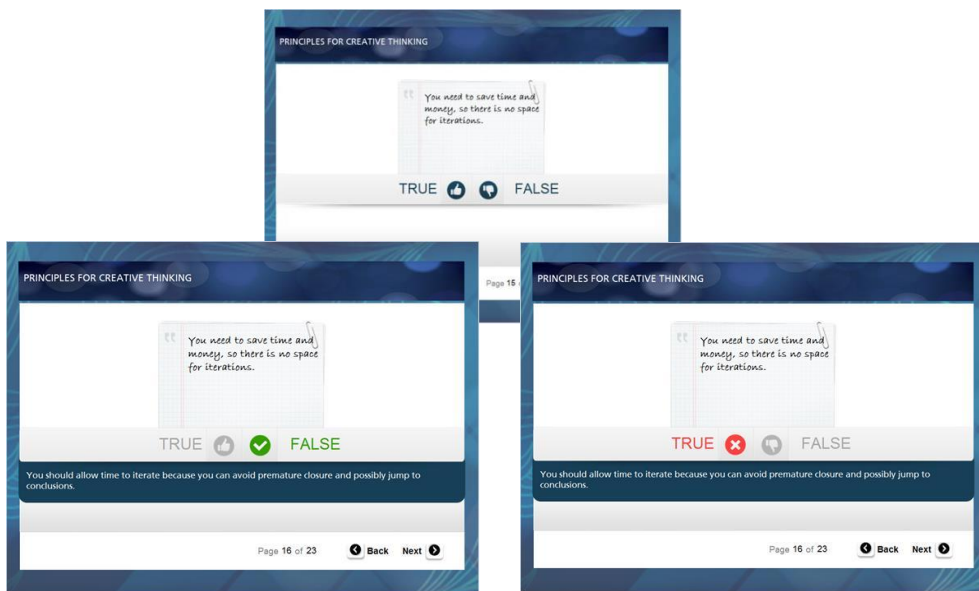 PRINCIPLES FOR CREATIVE THINKING
You need to save time and
money, so there is no space
for iterations.
TRUE FALSE
Page 15
PRINCIPLES FOR CREATIVE THINKING
You need to save time and
money, so there is no space
for iterations.
TRUE FALSE
You should allow time to iterate because you can avoid premature closure and possibly jump to
conclusions.
Page 16 of 23 Back Next
PRINCIPLES FOR CREATIVE THINKING
You need to save time and
money, so there is no space
for iterations.
TRUE FALSE
You should allow time to iterate because you can avoid premature closure and possibly jump to
conclusions.
Page 16 of 23 Back Next